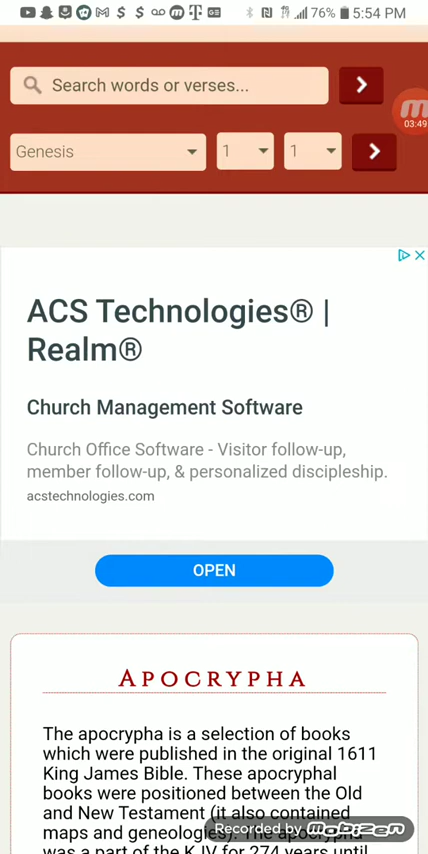 76% 5:54 PM
Search words or verses...
03:49
Genesis 1 1
ACS Technologies® |
Realm®
Church Management Software
Church Office Software - Visitor follow-up,
member follow-up, & personalized discipleship.
acstechnologies.com
OPEN
APOCRYPHA
The apocrypha is a selection of books
which were published in the original 1611
King James Bible. These apocryphal
books were positioned between the Old
and New Testament (it also contained
maps and geneologies). The apocrypha
Recorded by mobizen
was a part of the KJV for 274 years until